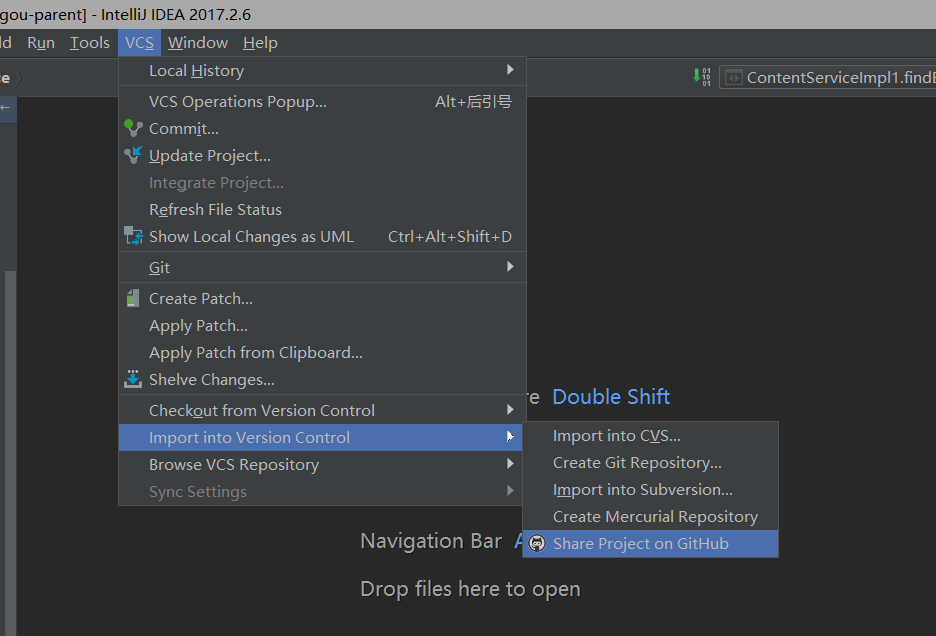 gou-parent] - IntelliJ IDEA 2017.2.6
ld Run Tools VCS Window Help
e
ContentServiceImpl1.findB
Local History
VCS Operations Popup... Alt+后引号
Commit...
Update Project...
Integrate Project...
Refresh File Status
Show Local Changes as UML Ctrl+Alt+Shift+D
Git
Create Patch...
Apply Patch...
Apply Patch from Clipboard...
Shelve Changes...
Checkout from Version Control
Import into Version Control
Browse VCS Repository
Sync Settings
re Double Shift
Import into CVS...
Create Git Repository...
Import into Subversion...
Create Mercurial Repository
Share Project on GitHub
Navigation Bar A
Drop files here to open